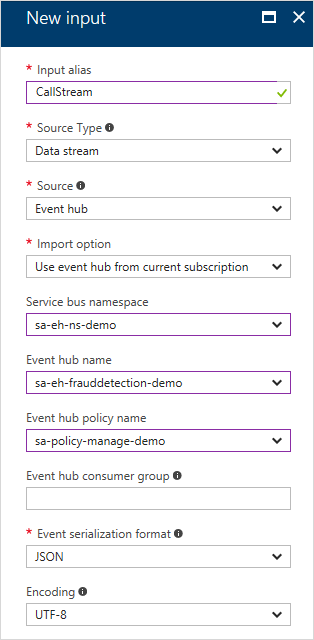 New input
* Input alias
CallStream
* Source Type
Data stream
* Source
Event hub
* Import option
Use event hub from current subscription
Service bus namespace
sa-eh-ns-demo
Event hub name
sa-eh-frauddetection-demo
Event hub policy name
sa-policy-manage-demo
Event hub consumer group
* Event serialization format
JSON
Encoding
UTF-8